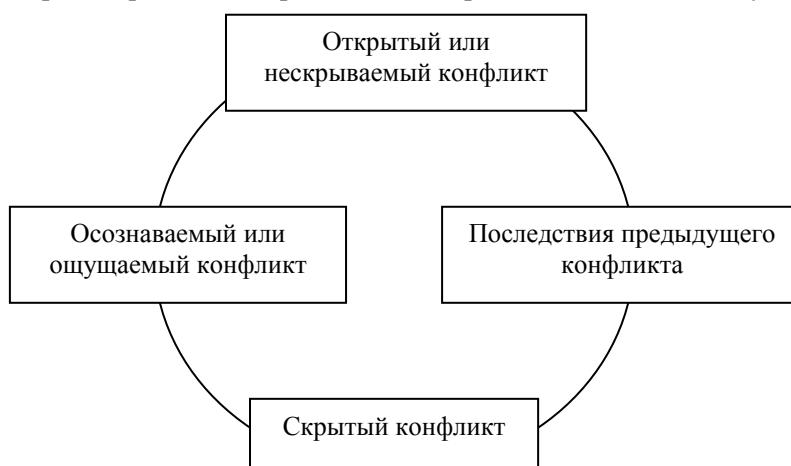 Открытый или
нескрываемый конфликт
Осознаваемый или
ощущаемый конфликт
Последствия предыдущего
конфликта
Скрытый конфликт